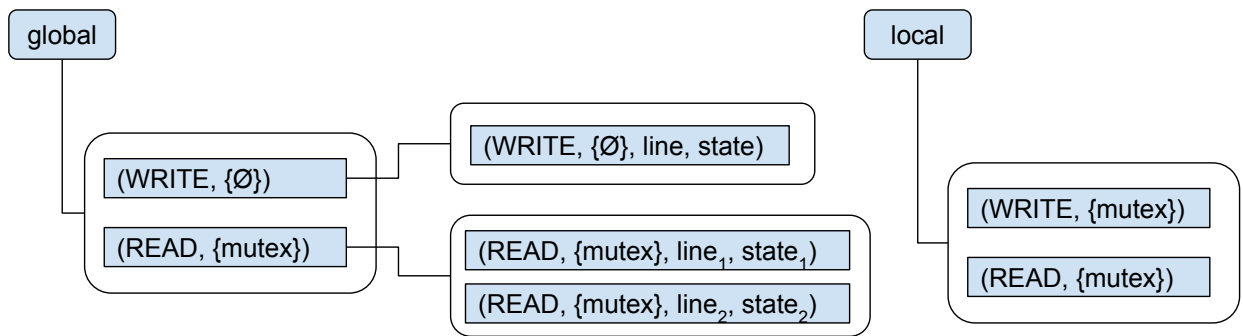 global
(WRITE, {Ø})
(READ, {mutex})
(WRITE, {Ø}, line, state)
(READ, {mutex}, line₁, state₁)
(READ, {mutex}, line₂, state₂)
local
(WRITE, {mutex})
(READ, {mutex})